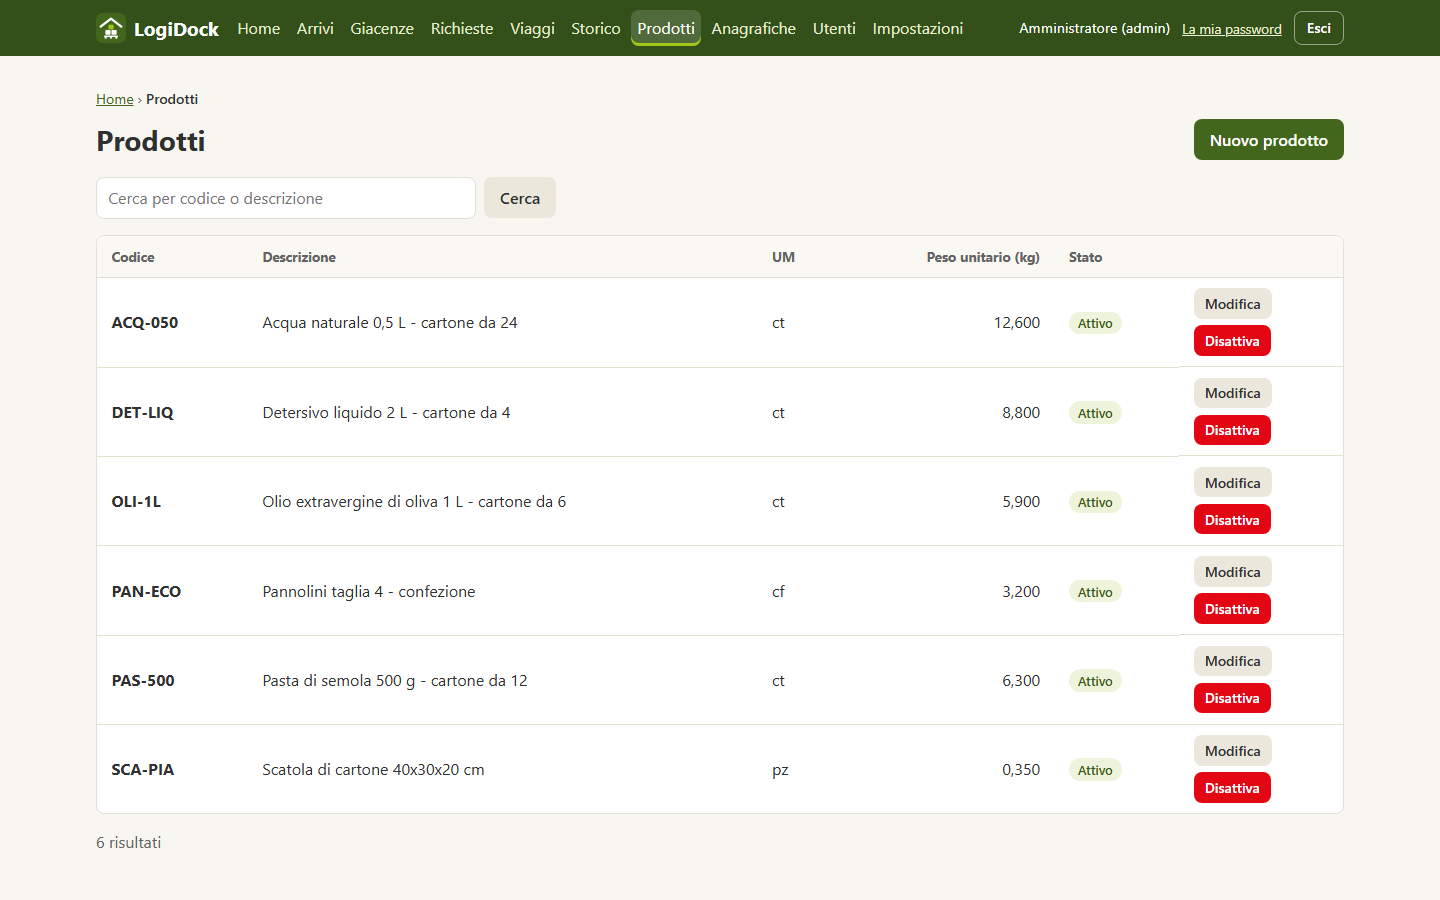 LogiDock Home Arrivi Giacenze Richieste Viaggi Storico Prodotti Anagrafiche Utenti Impostazioni Amministratore (admin) La mia password Esci
Home › Prodotti
Prodotti
Nuovo prodotto
Cerca per codice o descrizione Cerca
Codice Descrizione UM Peso unitario (kg) Stato
ACQ-050 Acqua naturale 0,5 L - cartone da 24 ct 12,600 Attivo Modifica
Disattiva
DET-LIQ Detersivo liquido 2 L - cartone da 4 ct 8,800 Attivo Modifica
Disattiva
OLI-1L Olio extravergine di oliva 1 L - cartone da 6 ct 5,900 Attivo Modifica
Disattiva
PAN-ECO Pannolini taglia 4 - confezione cf 3,200 Attivo Modifica
Disattiva
PAS-500 Pasta di semola 500 g - cartone da 12 ct 6,300 Attivo Modifica
Disattiva
SCA-PIA Scatola di cartone 40x30x20 cm pz 0,350 Attivo Modifica
Disattiva
6 risultati